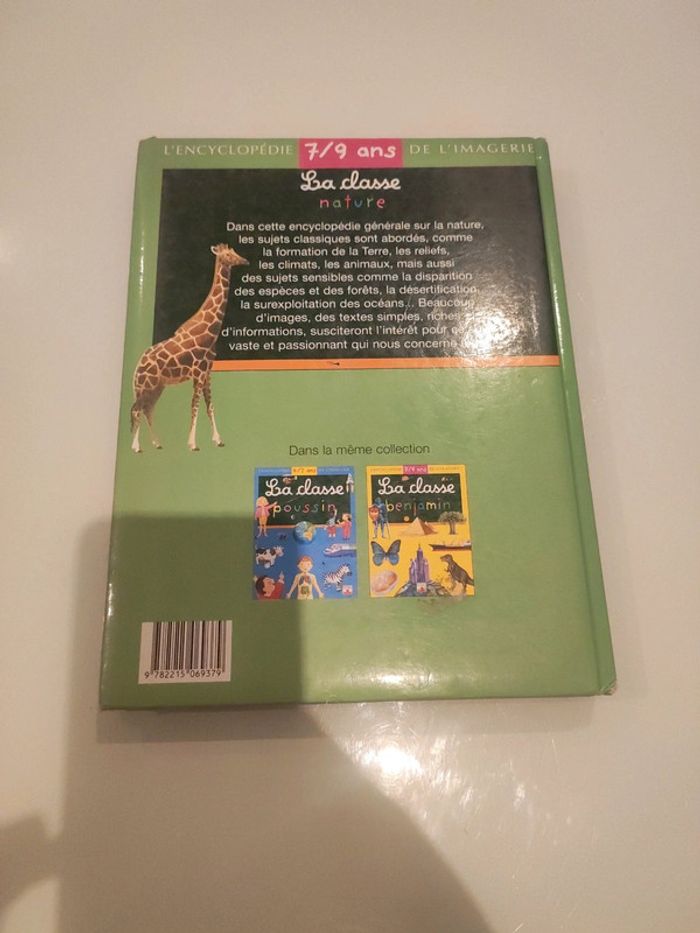 L'ENCYCLOPÉDIE 7/9 ans DE L'IMAGERIE
La classe
nature
Dans cette encyclopédie générale sur la nature,
les sujets classiques sont abordés, comme
la formation de la Terre, les reliefs,
les climats, les animaux, mais aussi
des sujets sensibles comme la disparition
des espèces et des forêts, la désertification,
la surexploitation des océans... Beaucoup
d'images, des textes simples, riches
d'informations, susciteront l'intérêt pour
vaste et passionnant qui nous concerne
Dans la même collection
La classe
poussin
La classe
benjamin
9 782215 069379